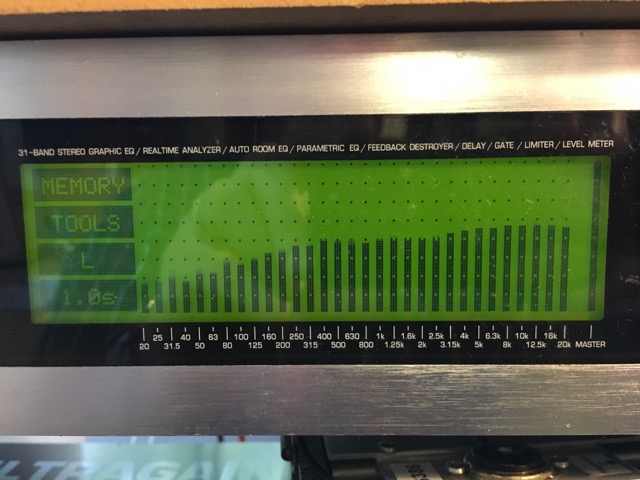 31-BAND STEREO GRAPHIC EQ / REALTIME ANALYZER / AUTO ROOM EQ / PARAMETRIC EQ / FEEDBACK DESTROYER / DELAY / GATE / LIMITER / LEVEL METER
MEMORY
TOOLS
L
1.0s
25 40 63 100 160 250 400 630 1k 1.6k 2.5k 4k 6.3k 10k 16k
20 31.5 50 80 125 200 315 500 800 1.25k 2k 3.15k 5k 8k 12.5k 20k MASTER
LTRAGAIN